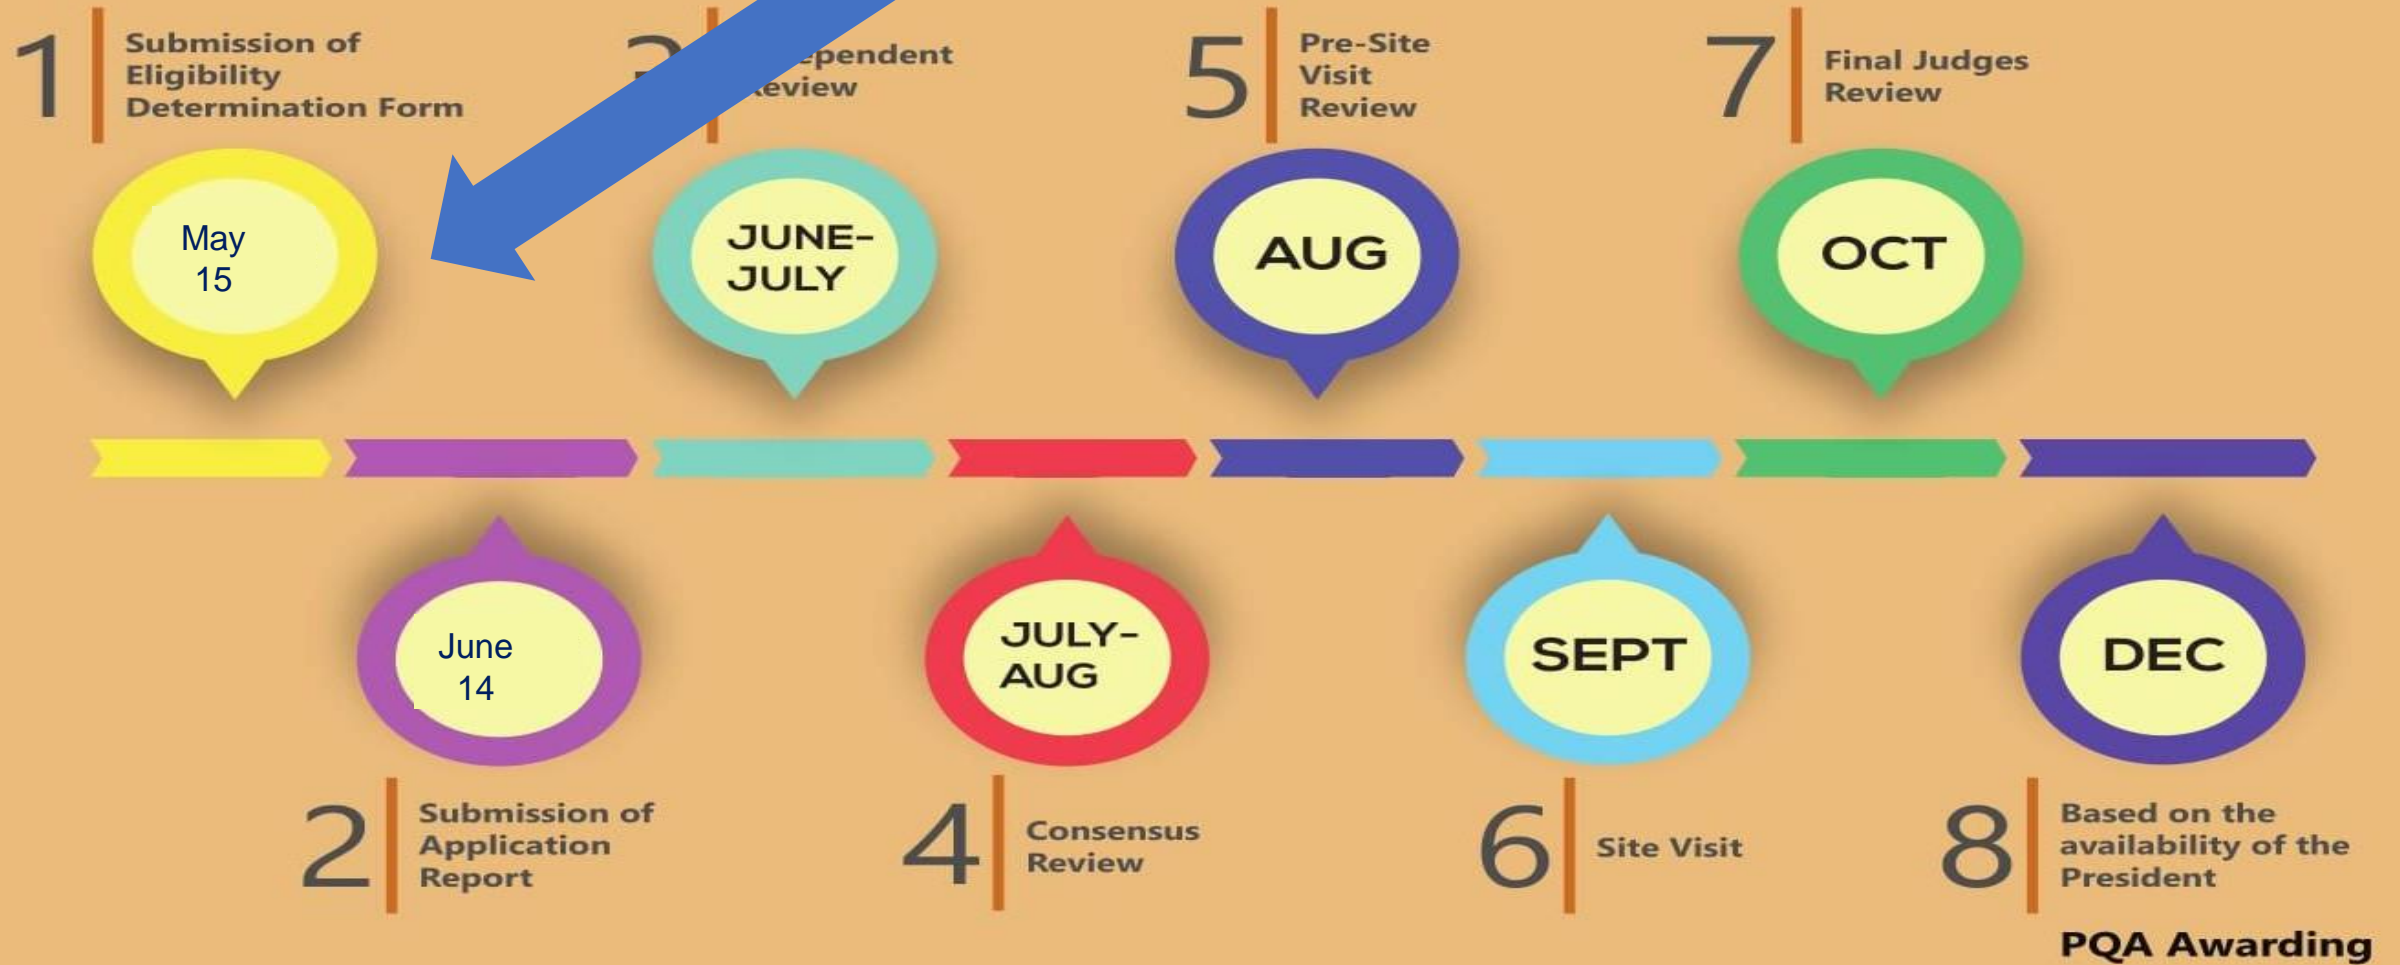 1
Submission of
Eligibility
Determination Form
May
15
2
Submission of
Application
Report
June
14
Review
JUNE-
JULY
4
Consensus
Review
JULY-
AUG
5
Pre-Site
Visit
Review
AUG
6
Site Visit
SEPT
7
Final Judges
Review
OCT
8
Based on the
availability of the
President
PQA Awarding
DEC